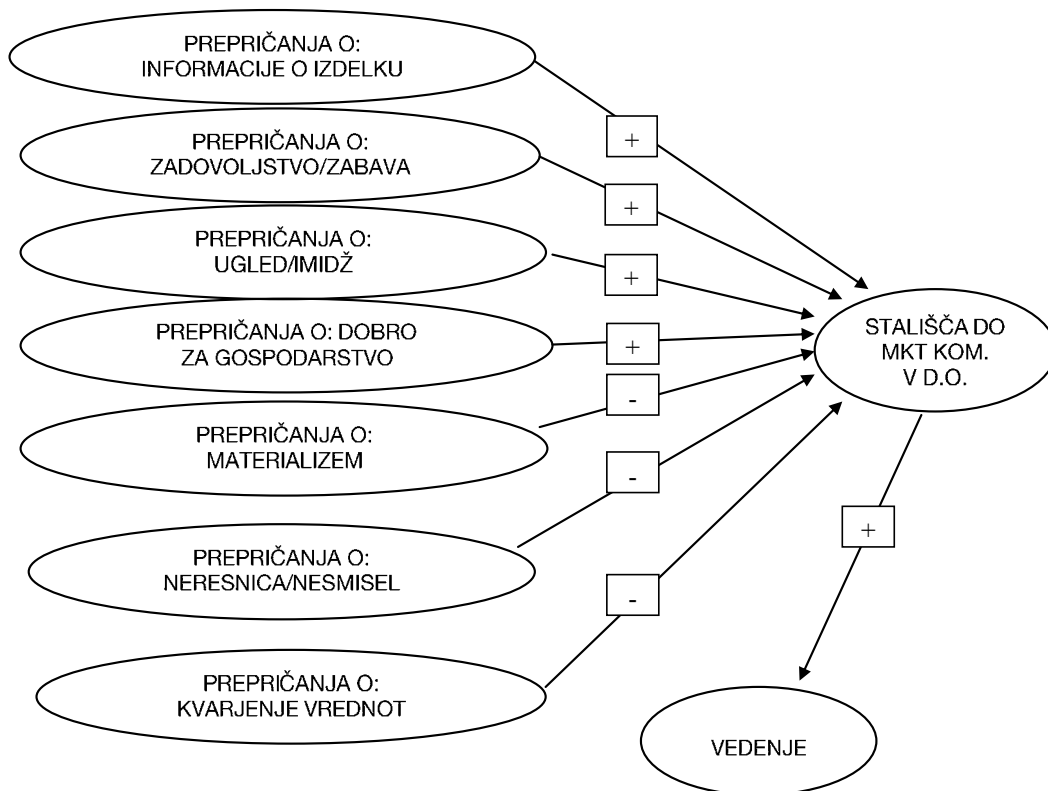 PREPRIČANJA O:
INFORMACIJE O IZDELKU
+
PREPRIČANJA O:
ZADOVOLJSTVO/ZABAVA
+
PREPRIČANJA O:
UGLED/IMIDŽ
+
PREPRIČANJA O: DOBRO
ZA GOSPODARSTVO
+
PREPRIČANJA O:
MATERIALIZEM
-
PREPRIČANJA O:
NERESNICA/NESMISEL
-
PREPRIČANJA O:
KVARJENJE VREDNOT
-
STALIŠČA DO
MKT KOM.
V D.O.
+
VEDENJE